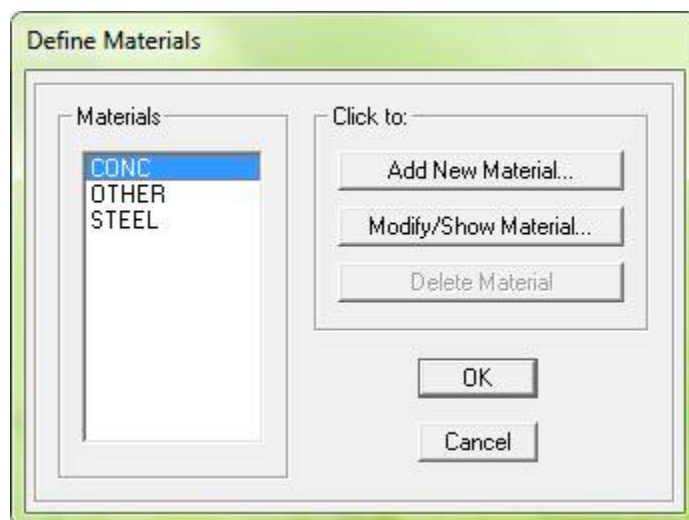 Define Materials
Materials
CONC
OTHER
STEEL
Click to:
Add New Material...
Modify/Show Material...
Delete Material
OK
Cancel